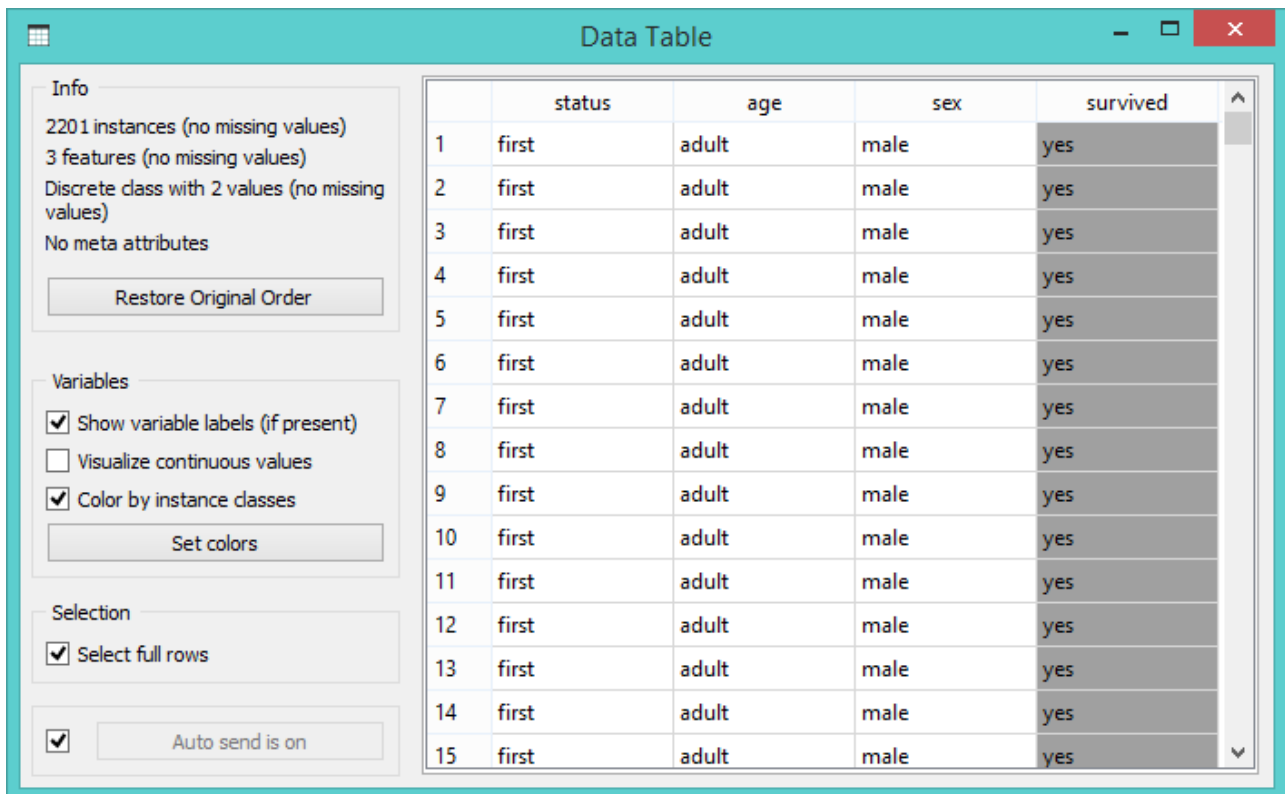 Data Table
Info
2201 instances (no missing values)
3 features (no missing values)
Discrete class with 2 values (no missing
values)
No meta attributes
Restore Original Order
Variables
Show variable labels (if present)
Visualize continuous values
Color by instance classes
Set colors
Selection
Select full rows
Auto send is on
status age sex survived
1 first adult male yes
2 first adult male yes
3 first adult male yes
4 first adult male yes
5 first adult male yes
6 first adult male yes
7 first adult male yes
8 first adult male yes
9 first adult male yes
10 first adult male yes
11 first adult male yes
12 first adult male yes
13 first adult male yes
14 first adult male yes
15 first adult male yes